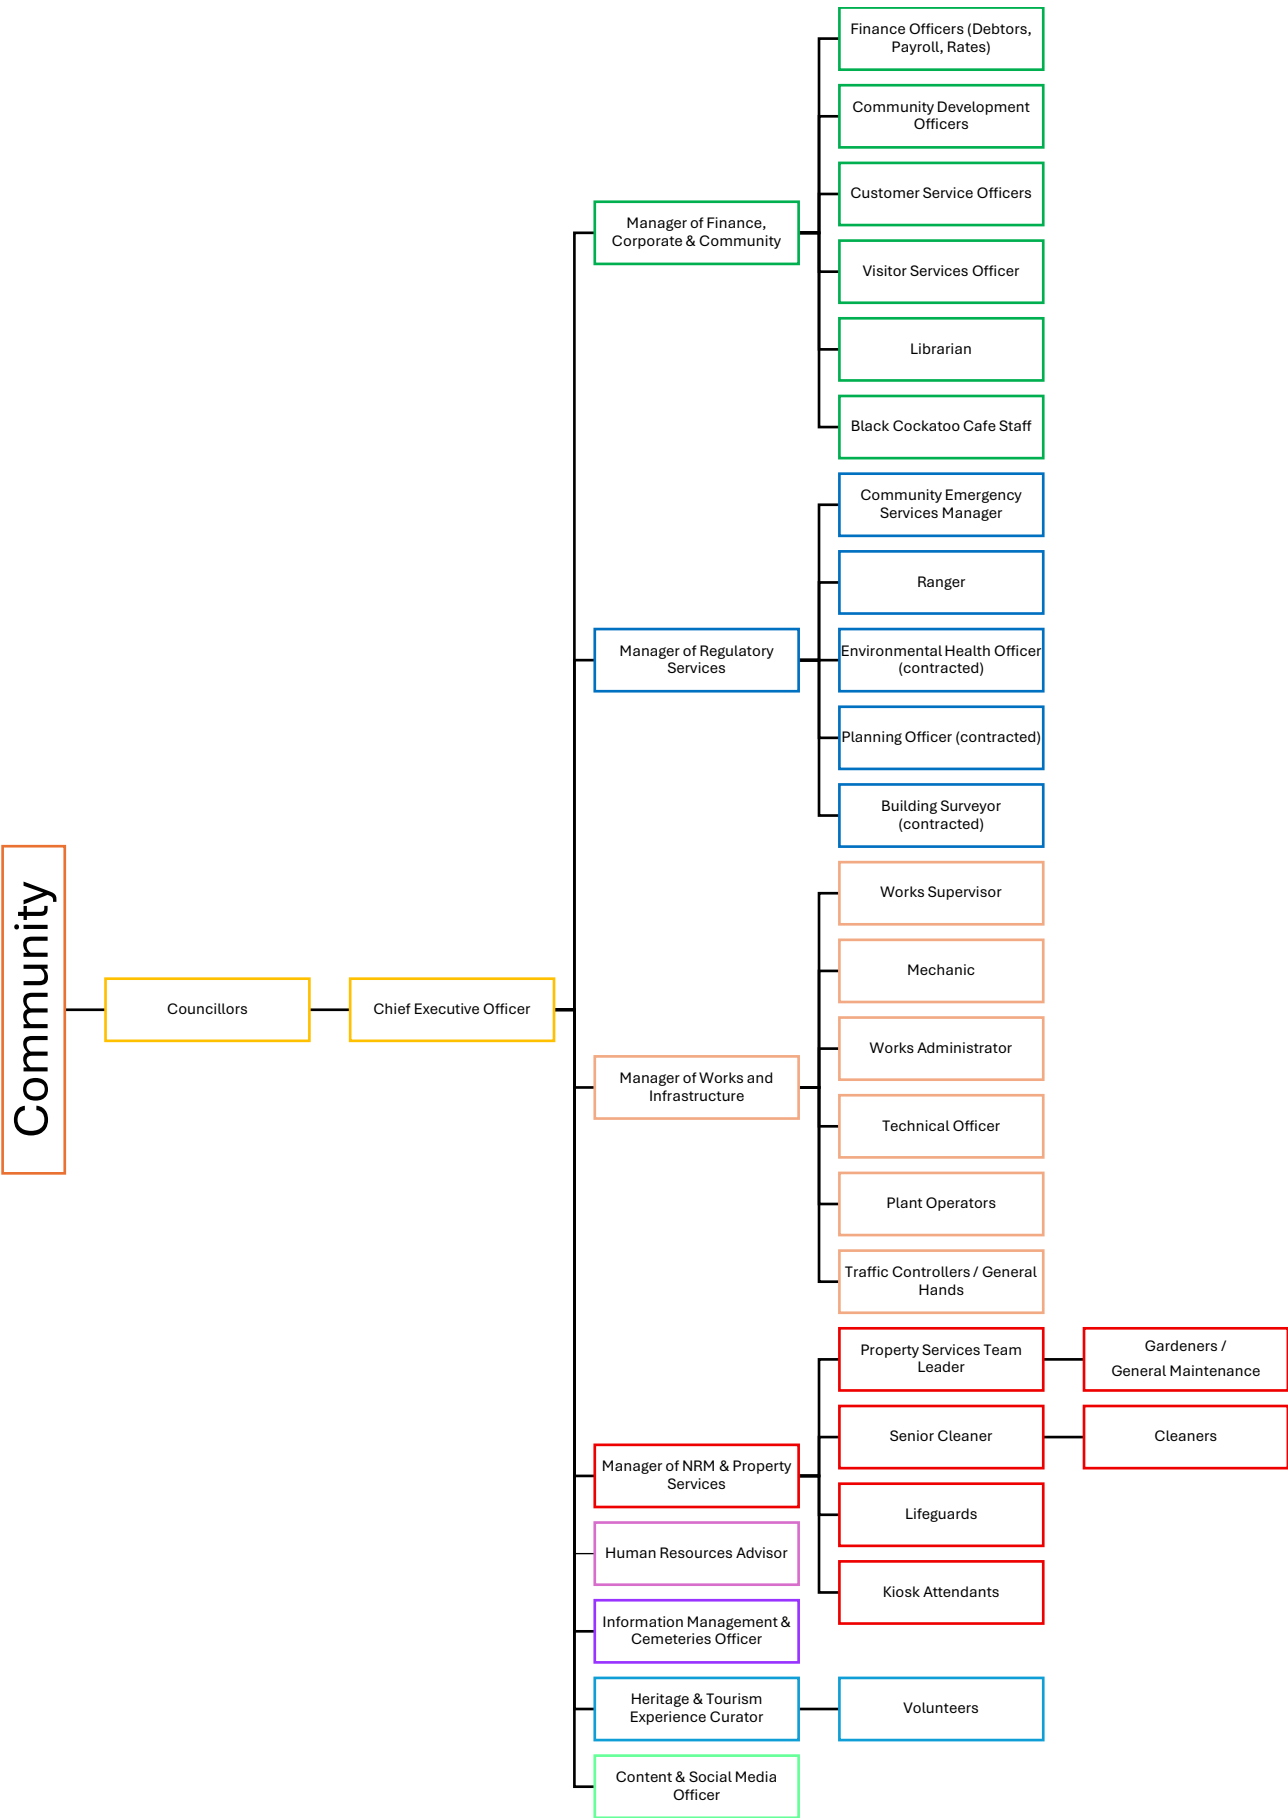 Community
Councillors
Chief Executive Officer
Manager of Finance,
Corporate & Community
Finance Officers (Debtors,
Payroll, Rates)
Community Development
Officers
Customer Service Officers
Visitor Services Officer
Librarian
Black Cockatoo Cafe Staff
Manager of Regulatory
Services
Community Emergency
Services Manager
Ranger
Environmental Health Officer
(contracted)
Planning Officer (contracted)
Building Surveyor
(contracted)
Manager of Works and
Infrastructure
Works Supervisor
Mechanic
Works Administrator
Technical Officer
Plant Operators
Traffic Controllers / General
Hands
Manager of NRM & Property
Services
Property Services Team
Leader
Gardeners /
General Maintenance
Senior Cleaner
Cleaners
Lifeguards
Kiosk Attendants
Human Resources Advisor
Information Management &
Cemeteries Officer
Heritage & Tourism
Experience Curator
Volunteers
Content & Social Media
Officer